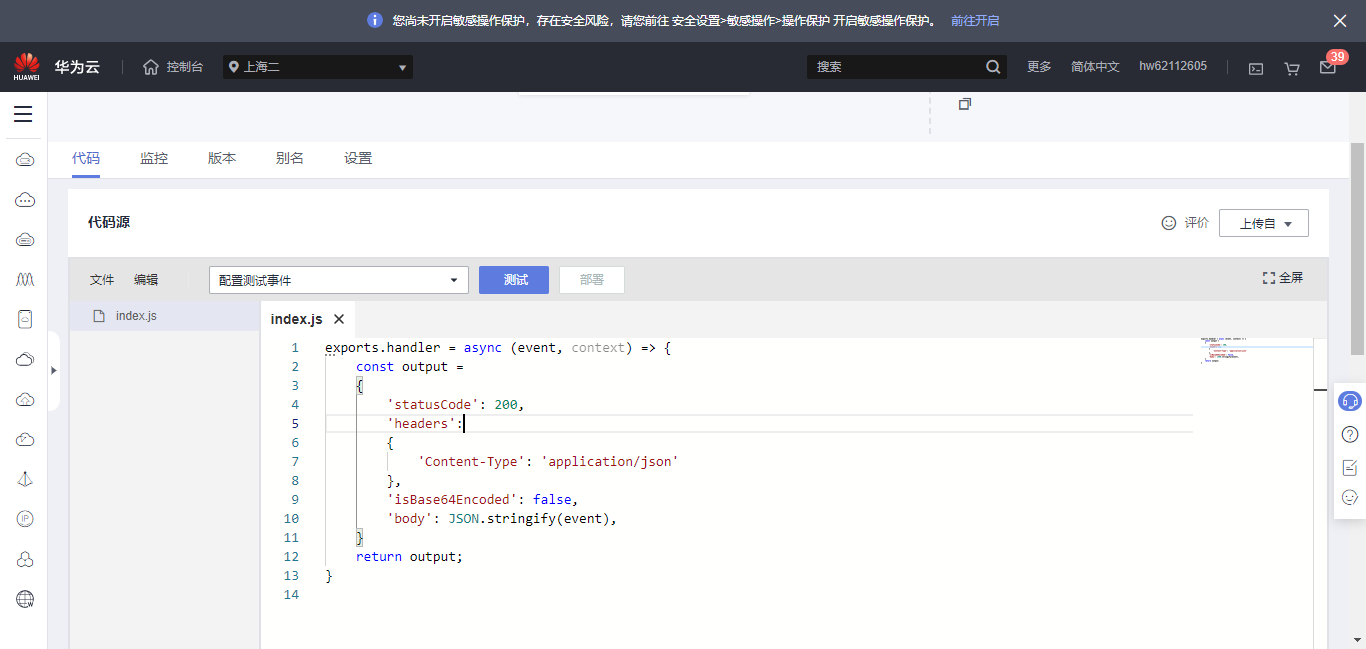 您尚未开启敏感操作保护，存在安全风险，请您前往 安全设置>敏感操作>操作保护 开启敏感操作保护。 前往开启
HUAWEI 华为云 控制台 上海二 搜索 更多 简体中文 hw62112605 39
代码 监控 版本 别名 设置
代码源 评价 上传自
文件 编辑 配置测试事件 测试 部署 全屏
index.js index.js
1 exports.handler = async (event, context) => {
2 const output =
3 {
4 'statusCode': 200,
5 'headers':
6 {
7 'Content-Type': 'application/json'
8 },
9 'isBase64Encoded': false,
10 'body': JSON.stringify(event),
11 }
12 return output;
13 }
14